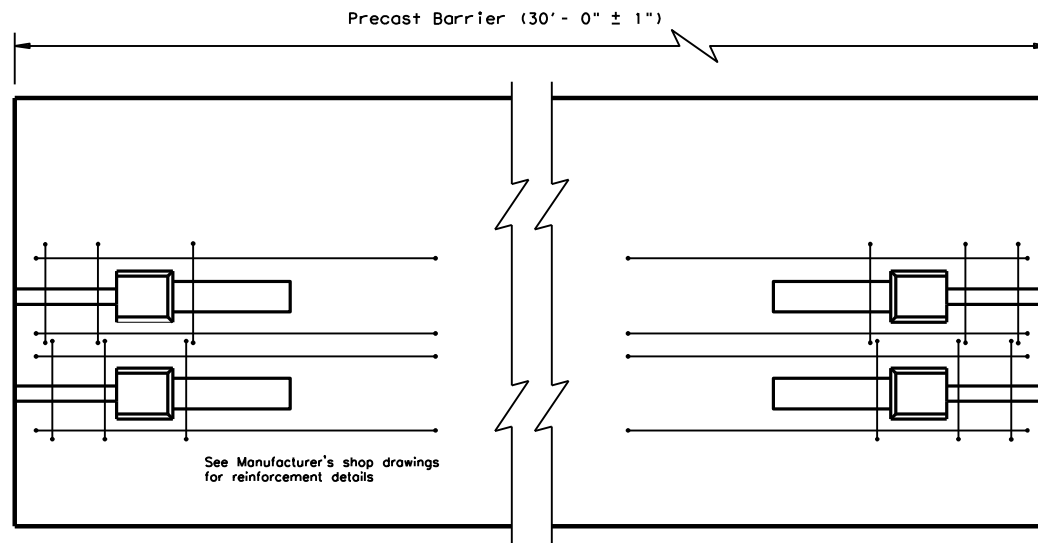 Precast Barrier (30'- 0" ± 1")
See Manufacturer's shop drawings
for reinforcement details